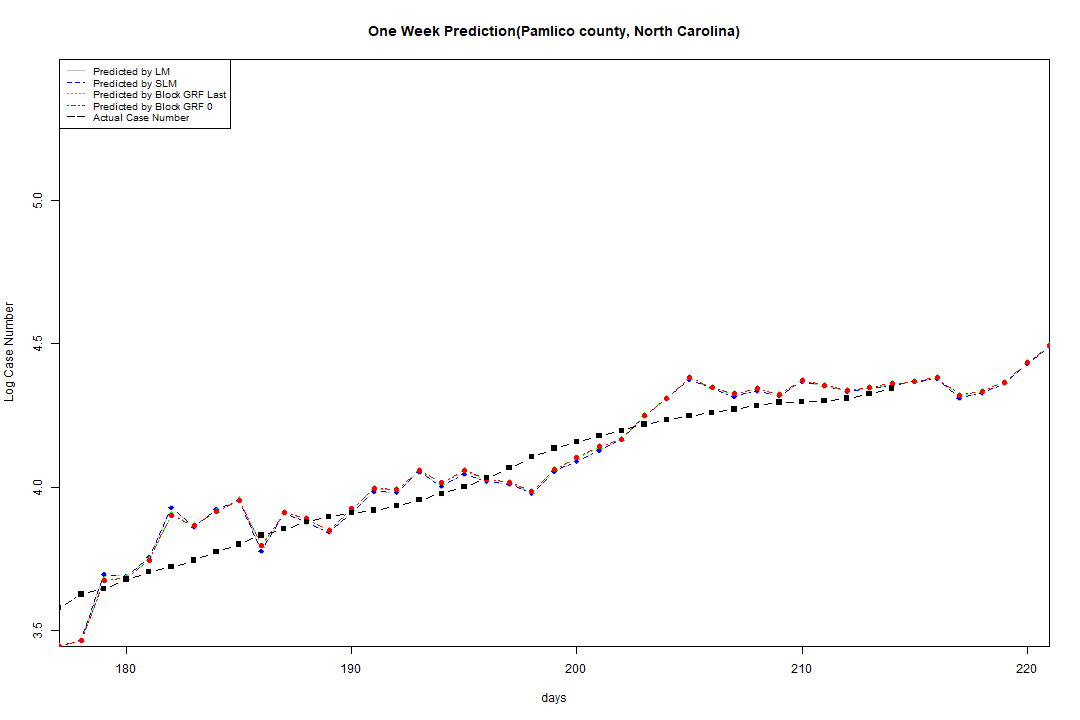 One Week Prediction(Pamlico county, North Carolina)
Predicted by LM
Predicted by SLM
Predicted by Block GRF Last
Predicted by Block GRF 0
Actual Case Number
Log Case Number
5.0
4.5
4.0
3.5
180 190 200 210 220
days